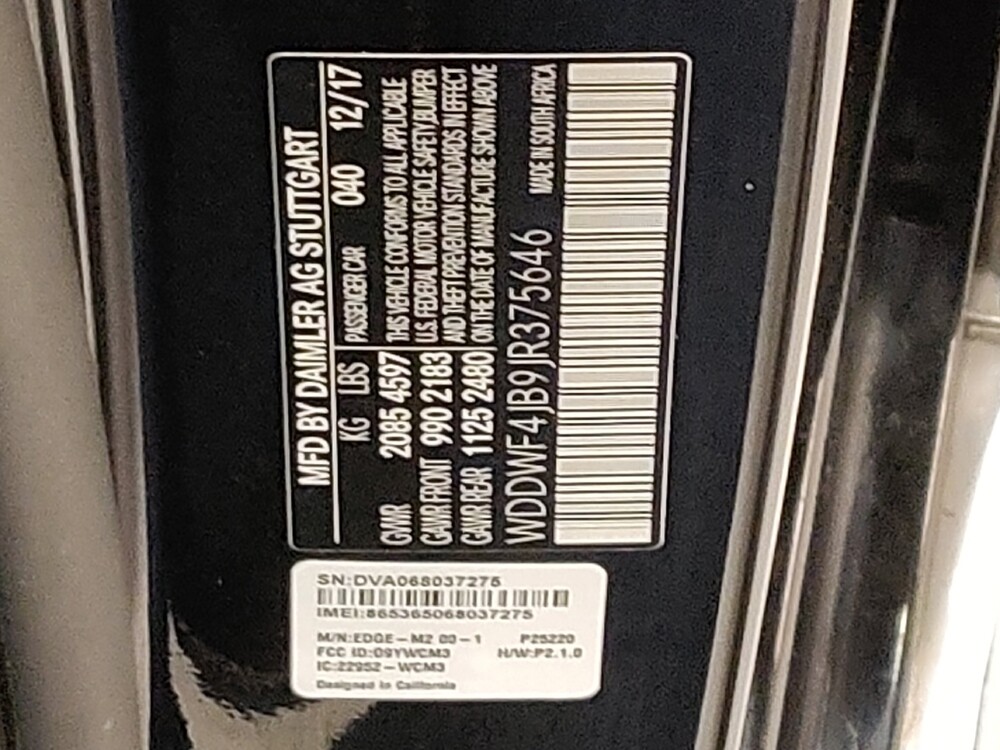 MFD BY DAIMLER AG STUTTGART
KG LBS PASSENGER CAR 040 12/17
GVWR 2085 4597 THIS VEHICLE CONFORMS TO ALL APPLICABLE
GAWR FRONT 990 2183 U.S. FEDERAL MOTOR VEHICLE SAFETY,BUMPER
GAWR REAR 1125 2480 AND THEFT PREVENTION STANDARDS IN EFFECT
ON THE DATE OF MANUFACTURE SHOWN ABOVE
WDDWF4JB9JR375646 MADE IN SOUTH AFRICA
SN:DVA068037275
IMEI:865365068037275
M/N:EDGE-M2 00-1 P25220
FCC ID:O9YWCM3 H/W:P2.1.0
IC:22952-WCM3
Designed in California